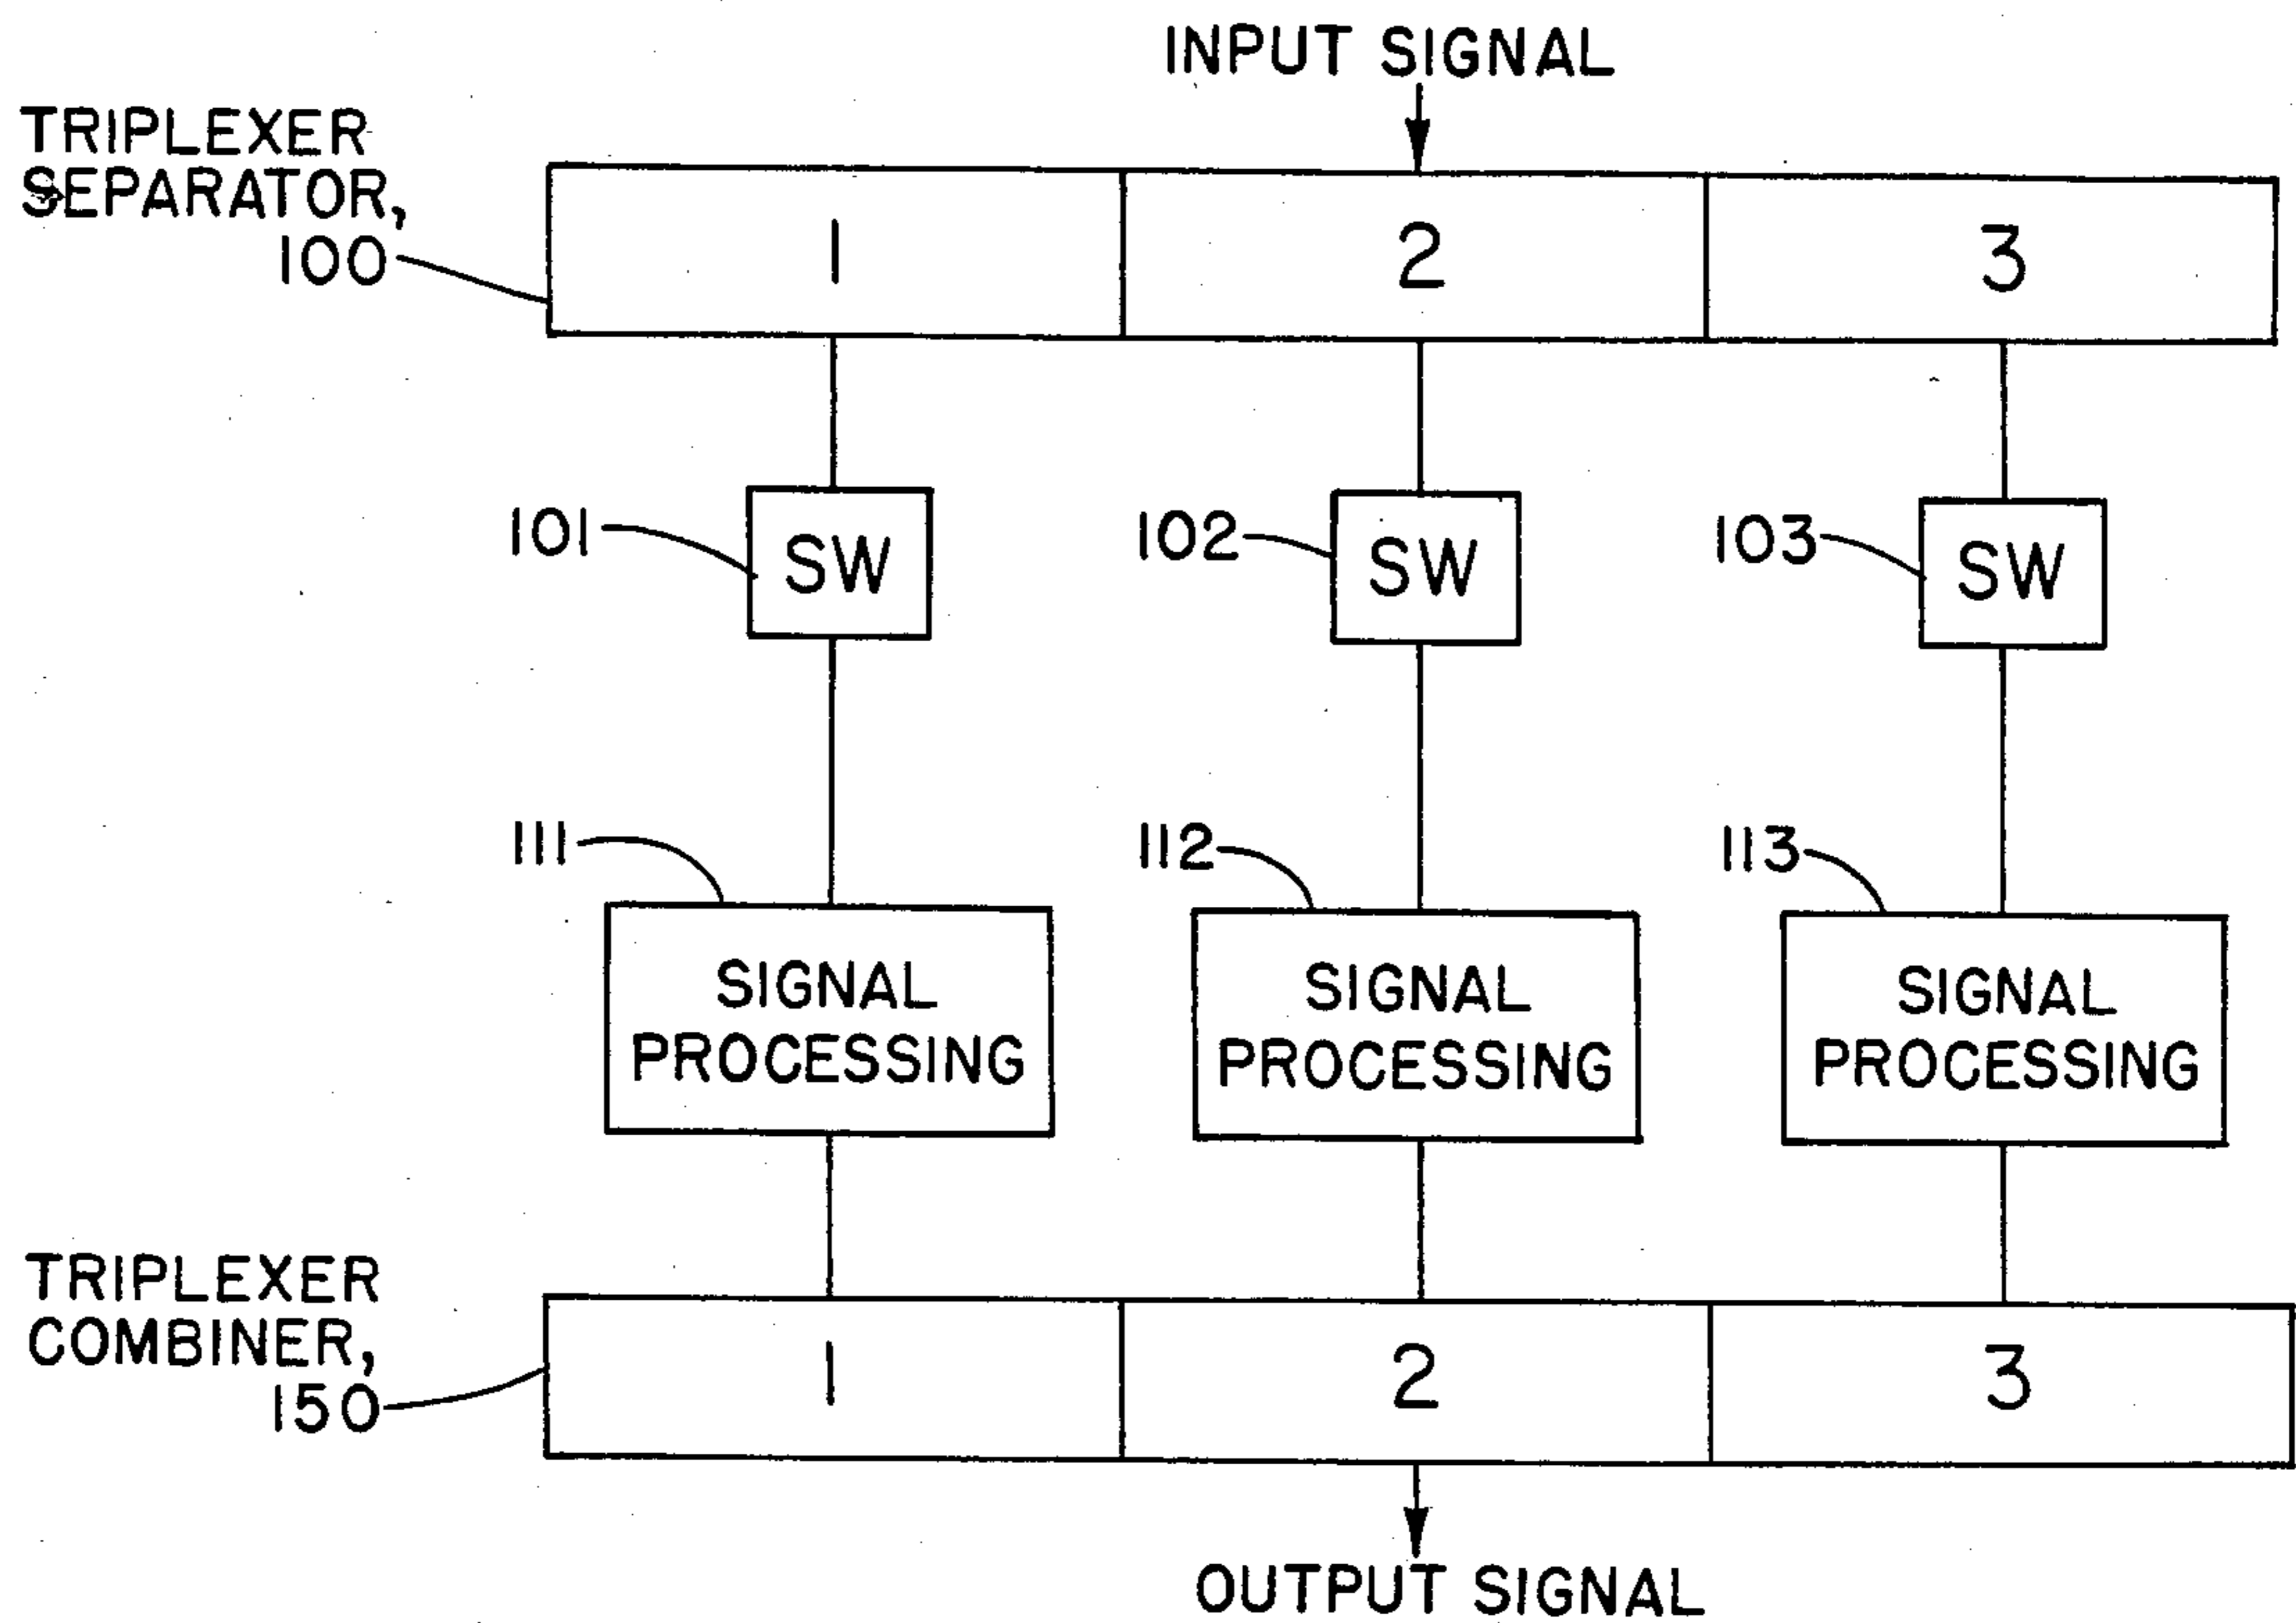 INPUT SIGNAL
TRIPLEXER
SEPARATOR,
100
1 2 3
101 SW 102 SW 103 SW
111 112 113
SIGNAL SIGNAL SIGNAL
PROCESSING PROCESSING PROCESSING
TRIPLEXER
COMBINER,
150
1 2 3
OUTPUT SIGNAL